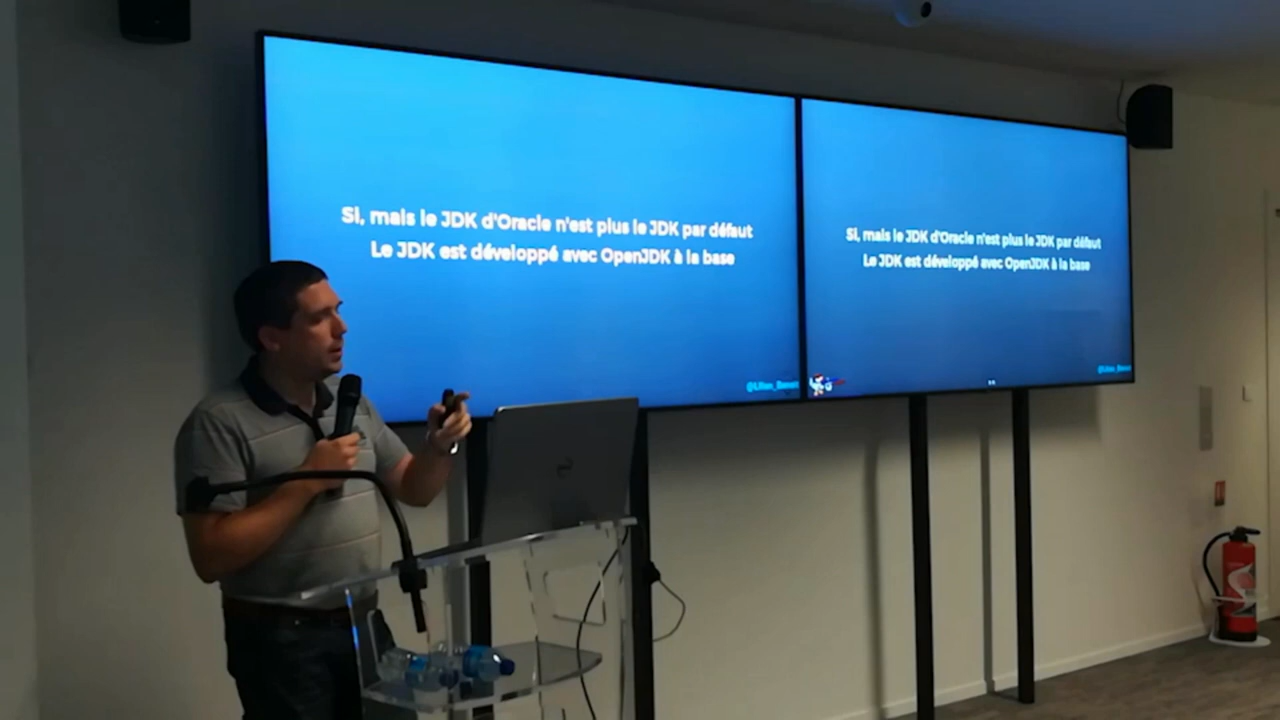 Si, mais le JDK d'Oracle n'est plus le JDK par défaut
Le JDK est développé avec OpenJDK à la base
@Lilian_Benoit
Si, mais le JDK d'Oracle n'est plus le JDK par défaut
Le JDK est développé avec OpenJDK à la base